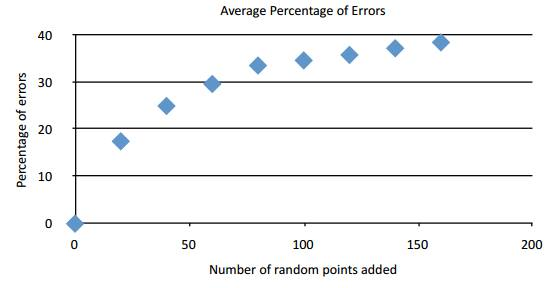 Average Percentage of Errors
40
30
20
10
0
Percentage of errors
0 50 100 150 200
Number of random points added